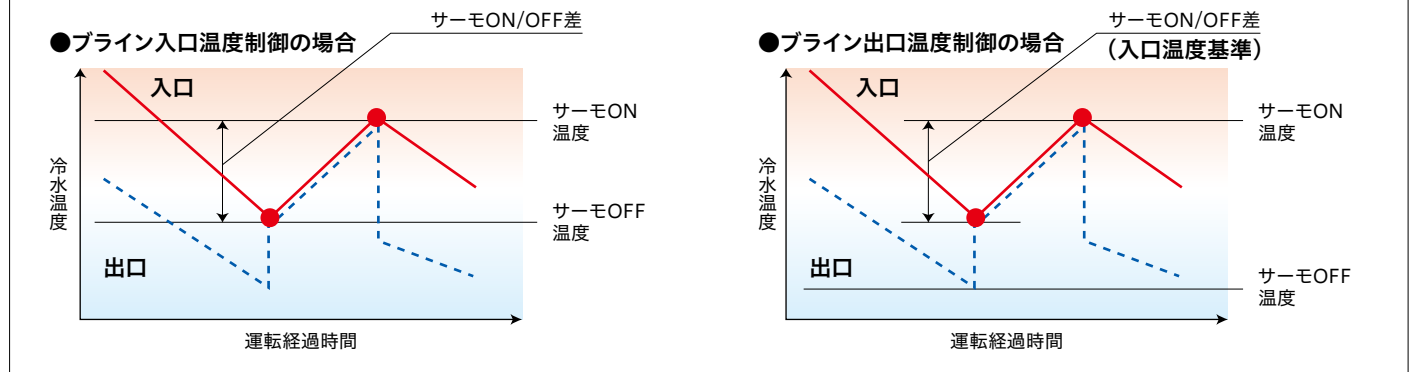 サーモON/OFF差
●ブライン入口温度制御の場合
入口
サーモON
温度
冷水温度
サーモOFF
温度
出口
運転経過時間
サーモON/OFF差
●ブライン出口温度制御の場合
（入口温度基準）
入口
サーモON
温度
冷水温度
出口
サーモOFF
温度
運転経過時間